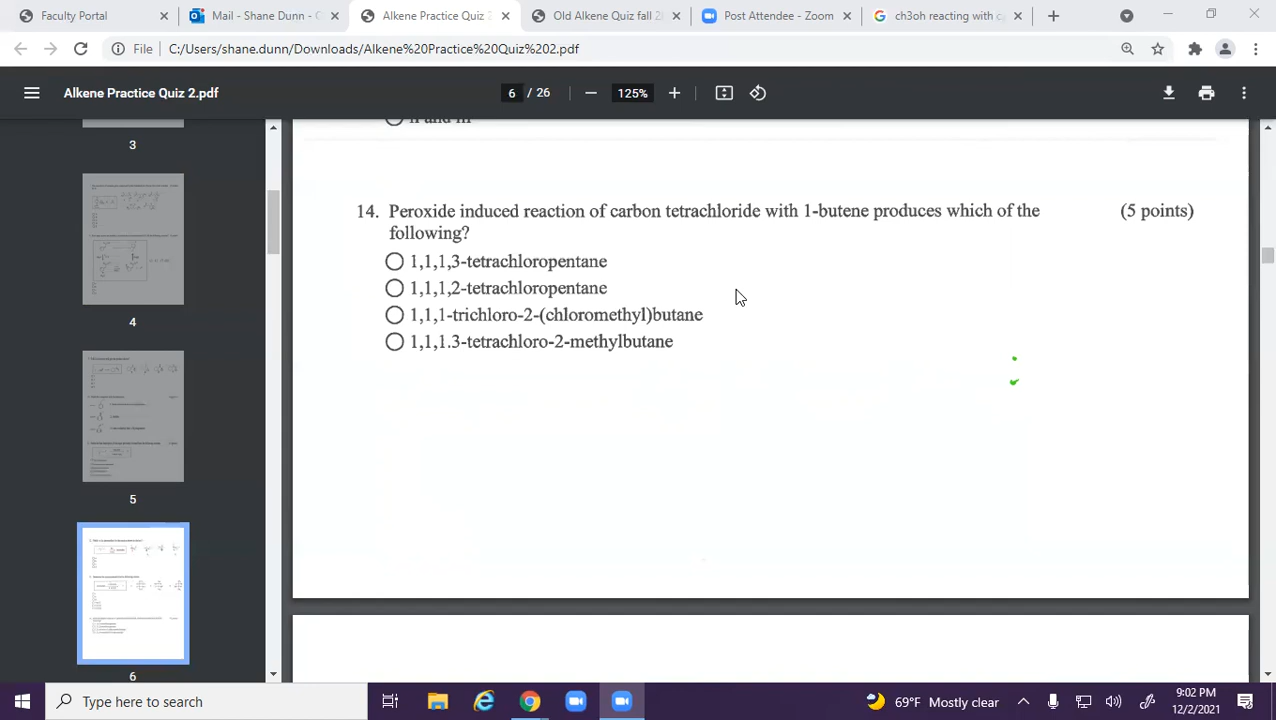 Faculty Portal
Mail - Shane Dunn - C
Alkene Practice Quiz 2
Old Alkene Quiz fall 2
Post Attendee - Zoom
ch3oh reacting with c
File
C:/Users/shane.dunn/Downloads/Alkene%20Practice%20Quiz%202.pdf
Alkene Practice Quiz 2.pdf
6 / 26
125%
3
4
5
6
14. Peroxide induced reaction of carbon tetrachloride with 1-butene produces which of the (5 points)
following?
1,1,1,3-tetrachloropentane
1,1,1,2-tetrachloropentane
1,1,1-trichloro-2-(chloromethyl)butane
1,1,1.3-tetrachloro-2-methylbutane
Type here to search
69°F Mostly clear
9:02 PM
12/2/2021